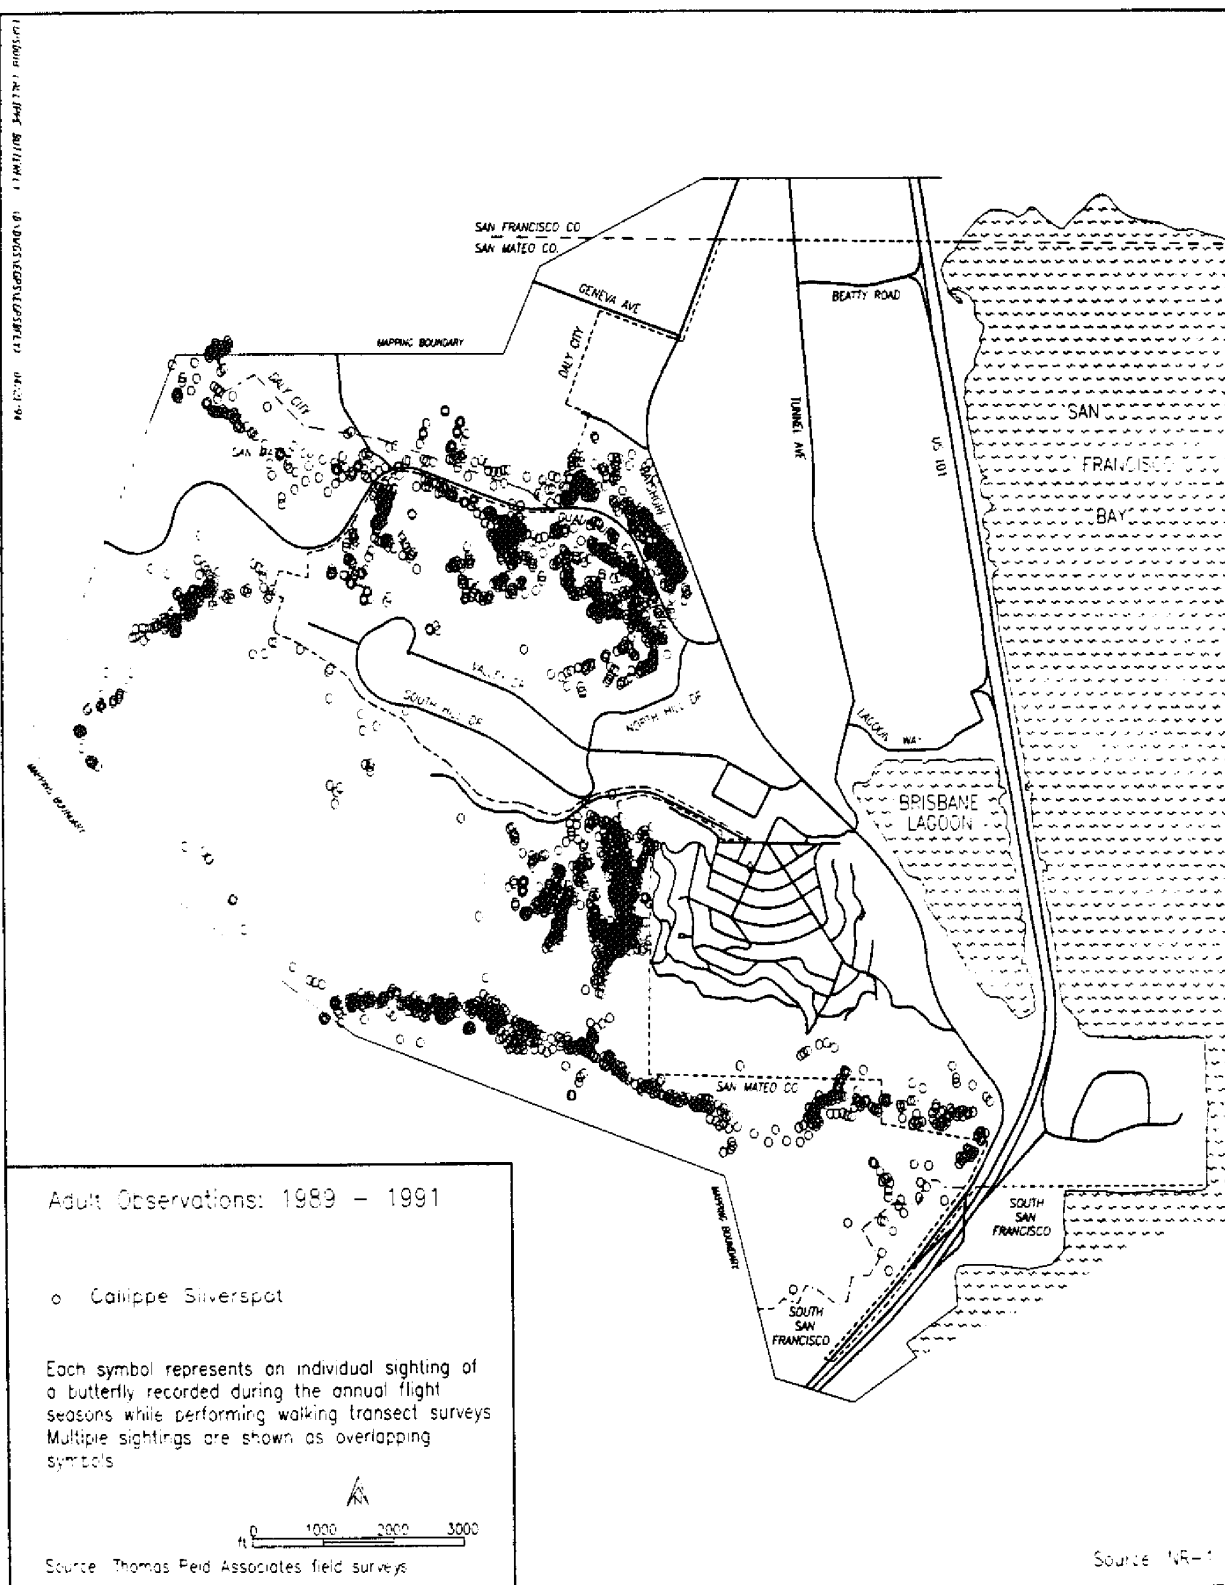 SAN FRANCISCO CO
SAN MATEO CO.
GENEVA AVE
BEATTY ROAD
MAPPING BOUNDARY
DALY CITY
DALY CITY
TUNNEL AVE
US 101
SAN
FRANCISCO
BAY
VALLEY DR
SOUTH HILL DR
NORTH HILL DR
LAGOON
MAPPING BOUNDARY
BRISBANE
LAGOON
SAN MATEO CO
MAPPING BOUNDARY
SOUTH
SAN
FRANCISCO
SOUTH
SAN
FRANCISCO
Adult Observations: 1989 - 1991
o Callippe Silverspot
Each symbol represents an individual sighting of
a butterfly recorded during the annual flight
seasons while performing walking transect surveys
Multiple sightings are shown as overlapping
symbols
N
0 1000 2000 3000
ft
Source Thomas Reid Associates field surveys
Source NR-1